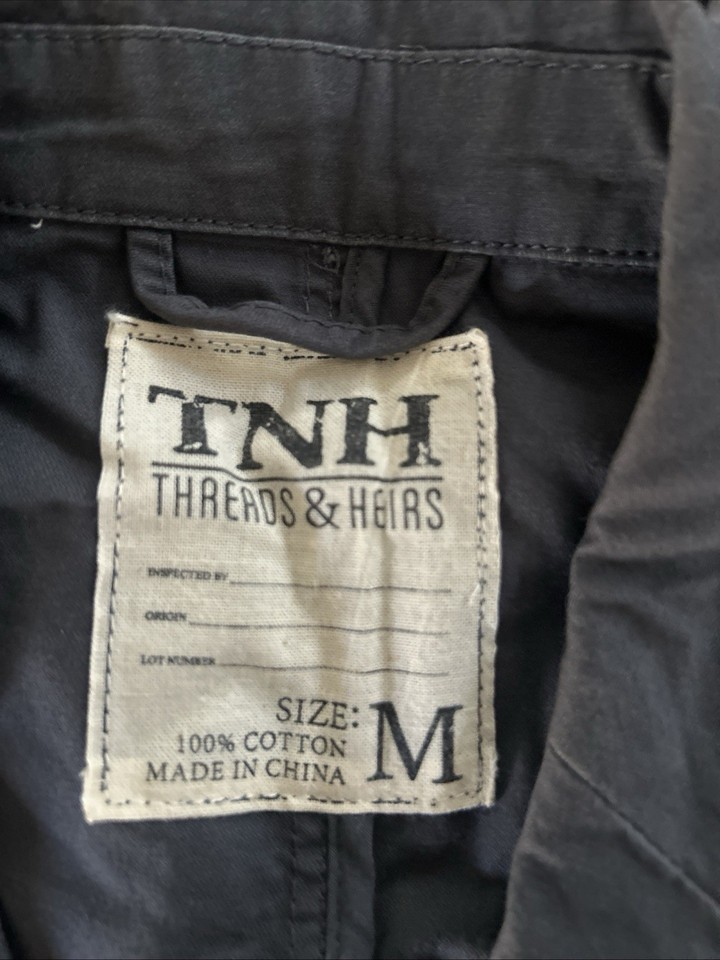 TNH
THREADS & HEIRS
INSPECTED BY
ORIGIN
LOT NUMBER
SIZE: M
100% COTTON
MADE IN CHINA